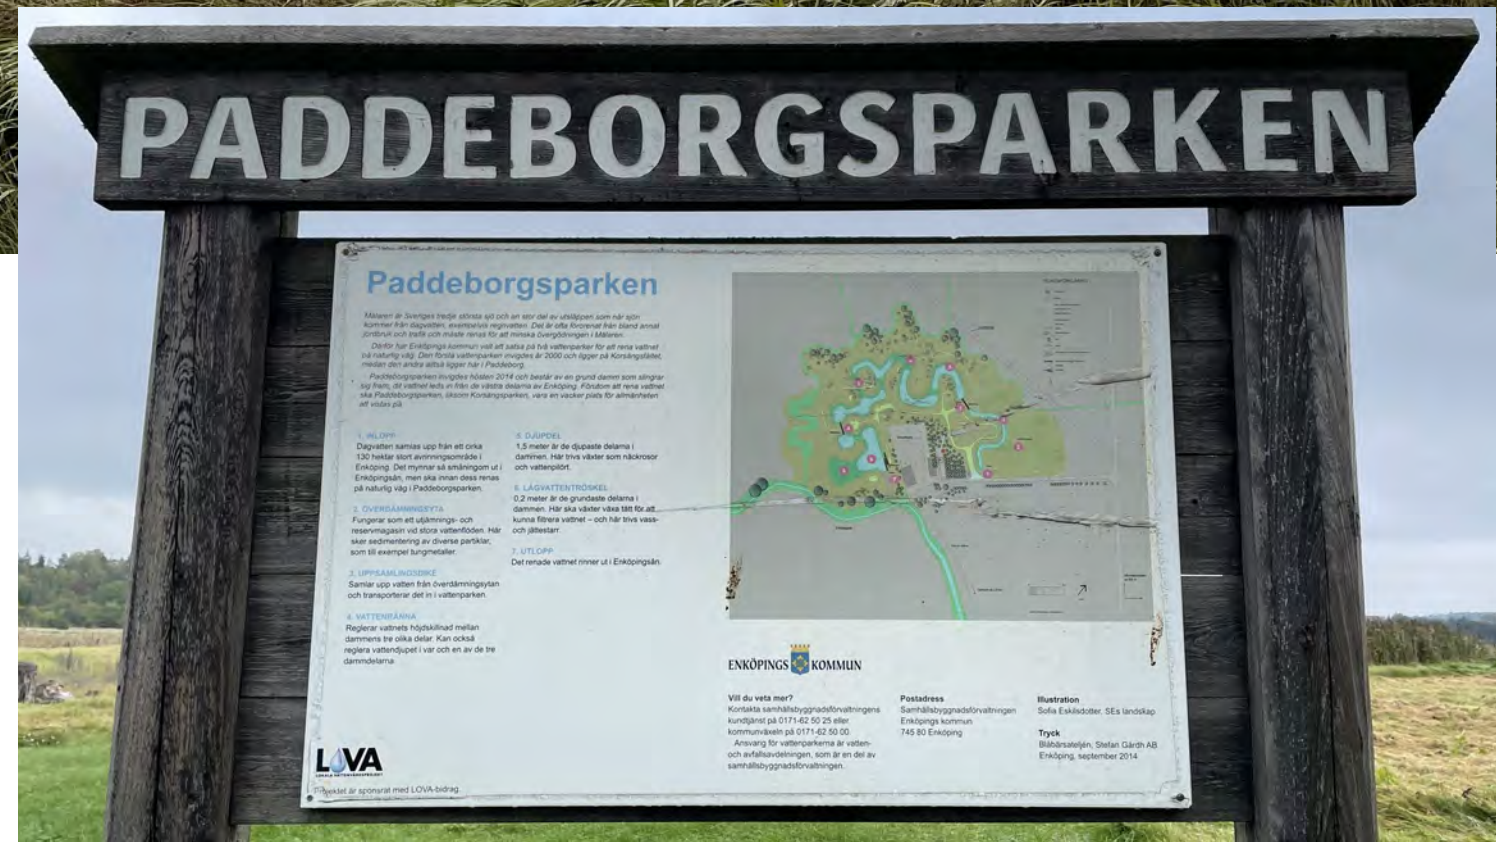 PADDEBORGSPARKEN
Paddeborgsparken
Mälaren är Sveriges tredje största sjö och en stor del av utsläppen som når sjön
kommer från dagvatten, exempelvis regnvatten. Det är ofta förorenat från bland annat
jordbruk och trafik och måste renas för att minska övergödningen i Mälaren.
Därför har Enköpings kommun valt att satsa på två vattenparker för att rena vattnet
på naturlig väg. Den första vattenparken invigdes år 2000 och ligger på Korsängsfältet,
medan den andra alltså ligger här i Paddeborg.
Paddeborgsparken invigdes hösten 2014 och består av en grund damm som slingrar
sig fram, dit vattnet leds in från de västra delarna av Enköping. Förutom att rena vattnet
ska Paddeborgsparken, liksom Korsängsparken, vara en vacker plats för allmänheten
att vistas på.
1. INLOPP
Dagvatten samlas upp från ett cirka
130 hektar stort avrinningsområde i
Enköping. Det mynnar så småningom ut i
Enköpingsån, men ska innan dess renas
på naturlig väg i Paddeborgsparken.
2. ÖVERDÄMNINGSYTA
Fungerar som ett utjämnings- och
reservmagasin vid stora vattenflöden. Här
sker sedimentering av diverse partiklar,
som till exempel tungmetaller.
3. UPPSAMLINGSDIKE
Samlar upp vatten från överdämningsytan
och transporterar det in i vattenparken.
4. VATTENRÄNNA
Reglerar vattnets höjdskillnad mellan
dammens tre olika delar. Kan också
reglera vattendjupet i var och en av de tre
dammdelarna.
5. DJUPDEL
1,5 meter är de djupaste delarna i
dammen. Här trivs växter som näckrosor
och vattenpilört.
6. LÅGVATTENTRÖSKEL
0,2 meter är de grundaste delarna i
dammen. Här ska växter växa tätt för att
kunna filtrera vattnet – och här trivs vass-
och jättestarr.
7. UTLOPP
Det renade vattnet rinner ut i Enköpingsån.
LOVA
LOKALA VATTENVÅRDSPROJEKT
Projektet är sponsrat med LOVA-bidrag.
ENKÖPINGS KOMMUN
Vill du veta mer?
Kontakta samhällsbyggnadsförvaltningens
kundtjänst på 0171-62 50 25 eller
kommunväxeln på 0171-62 50 00.
Ansvarig för vattenparkerna är vatten-
och avfallsavdelningen, som är en del av
samhällsbyggnadsförvaltningen.
Postadress
Samhällsbyggnadsförvaltningen
Enköpings kommun
745 80 Enköping
Illustration
Sofia Eskilsdotter, SEs landskap
Tryck
Blåbärsateljén, Stefan Gårdh AB
Enköping, september 2014